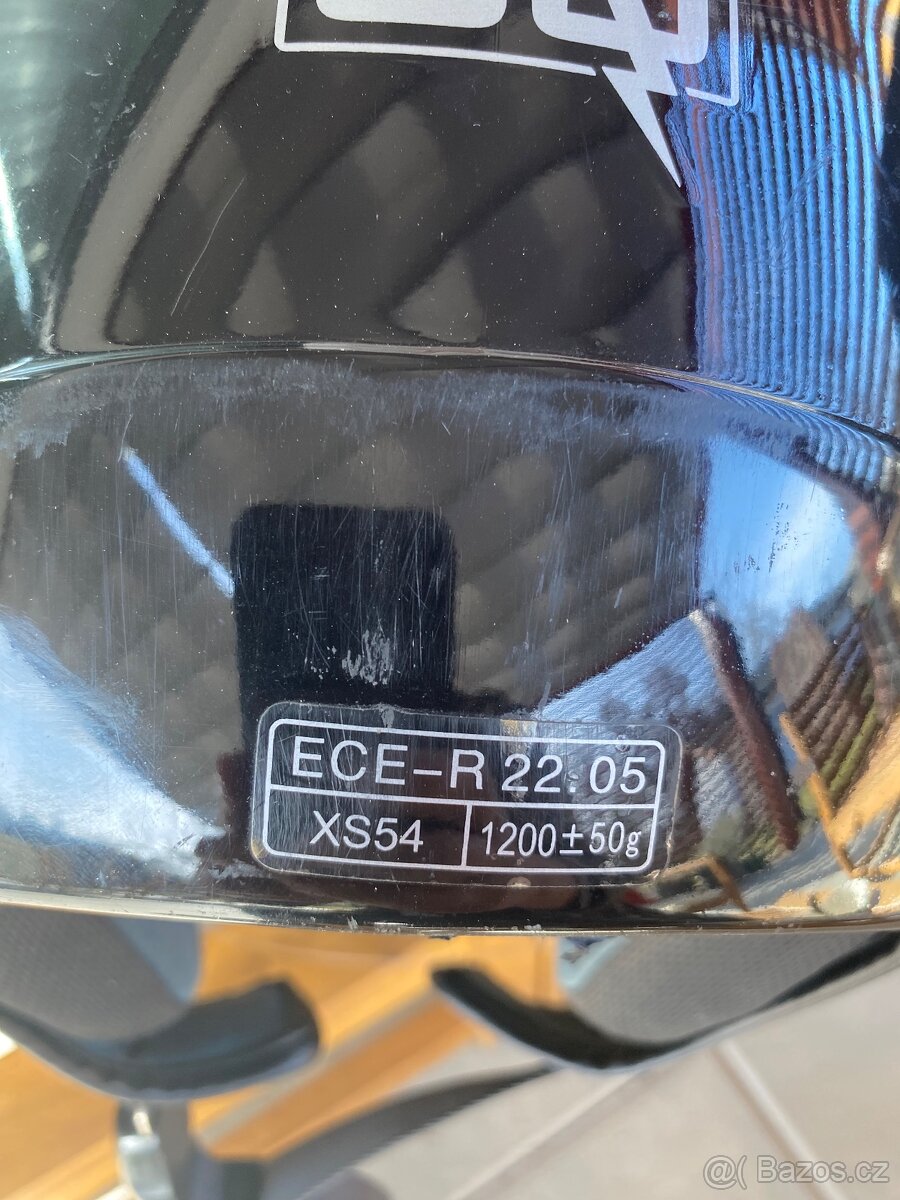 ECE-R 22.05
XS54 1200±50g
@( Bazos.cz